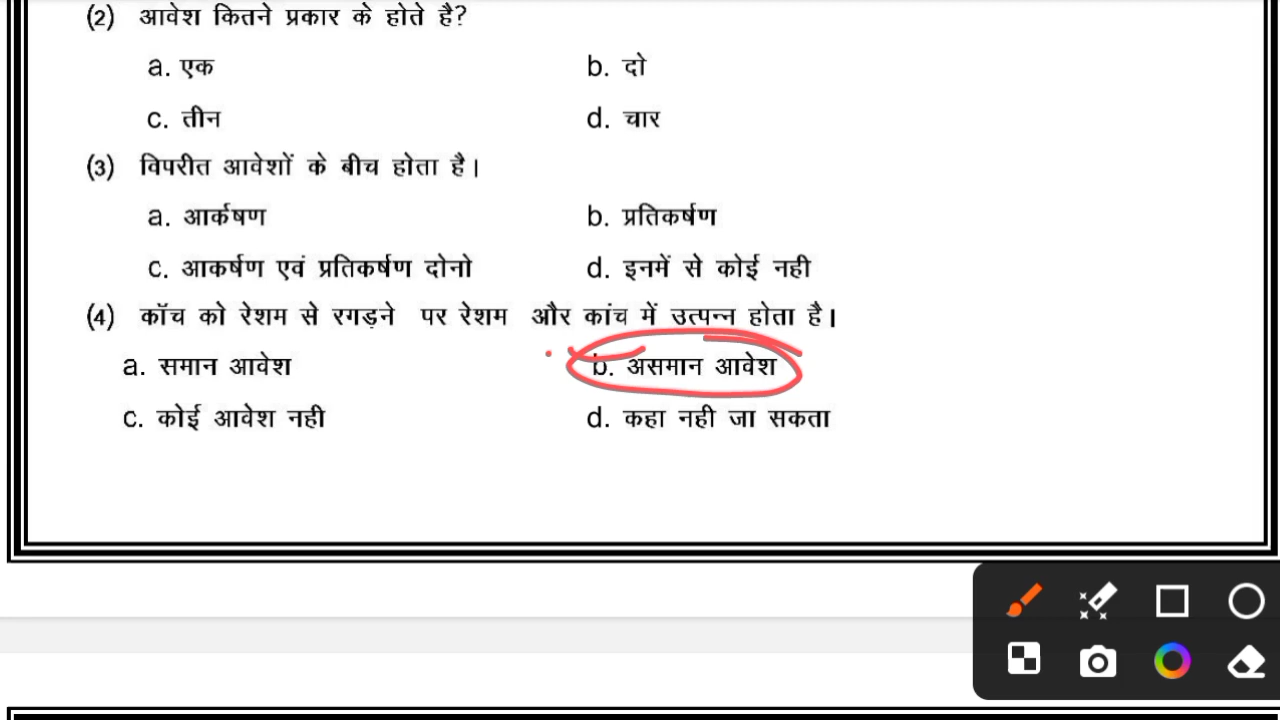 (2) आवेश कितने प्रकार के होते है?
a. एक b. दो
c. तीन d. चार
(3) विपरीत आवेशों के बीच होता है।
a. आर्कषण b. प्रतिकर्षण
c. आकर्षण एवं प्रतिकर्षण दोनो d. इनमें से कोई नही
(4) कॉच को रेशम से रगड़ने पर रेशम और कांच में उत्पन्न होता है।
a. समान आवेश b. असमान आवेश
c. कोई आवेश नही d. कहा नही जा सकता